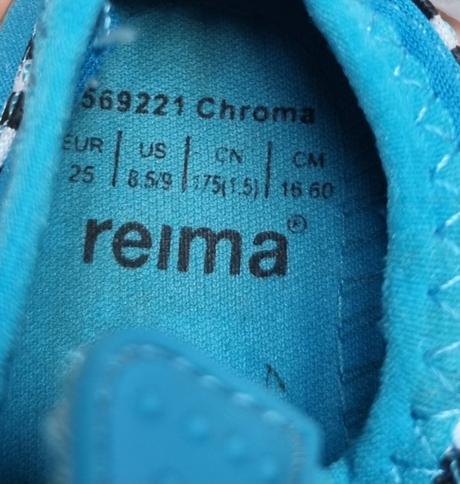 569221 Chroma
EUR US CN CM
25 8.5/9 175(1.5) 16.60
reima®